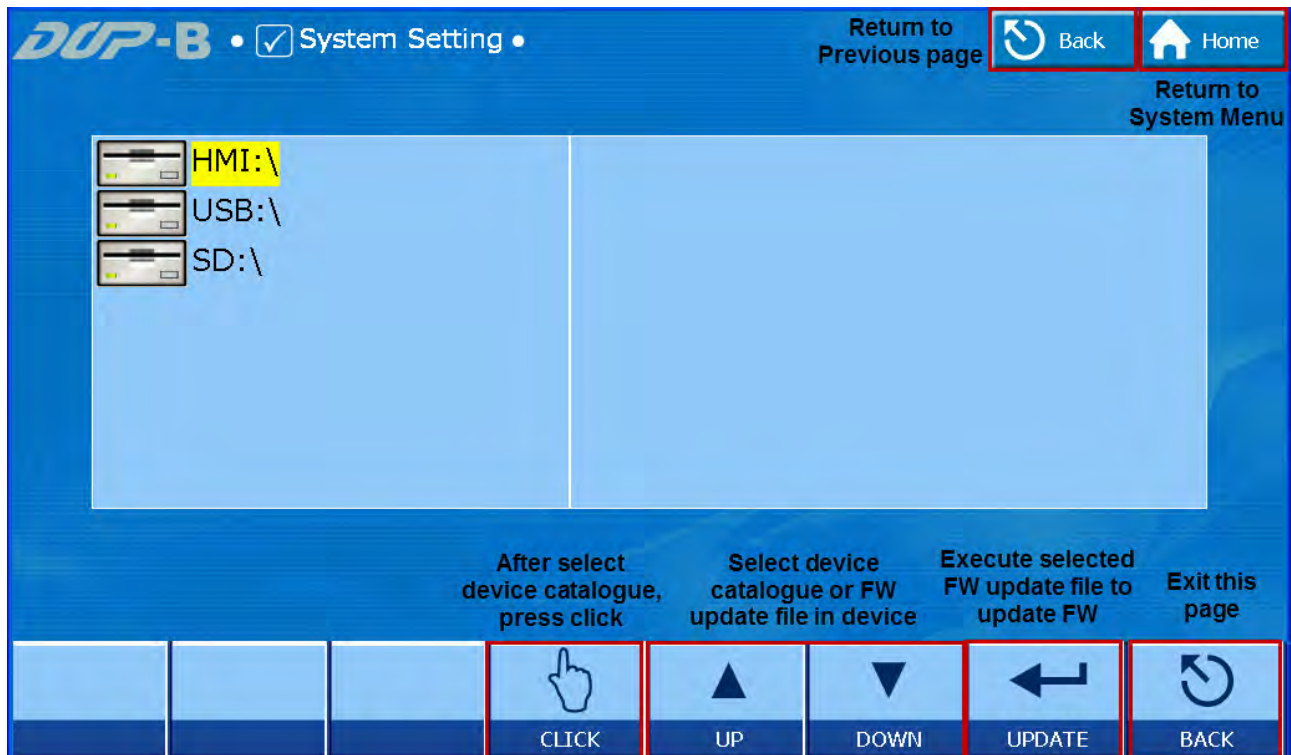 DOP-B • System Setting •
Return to
Previous page
Back
Home
Return to
System Menu
HMI:\
USB:\
SD:\
After select
device catalogue,
press click
Select device
catalogue or FW
update file in device
Execute selected
FW update file to
update FW
Exit this
page
CLICK
UP
DOWN
UPDATE
BACK